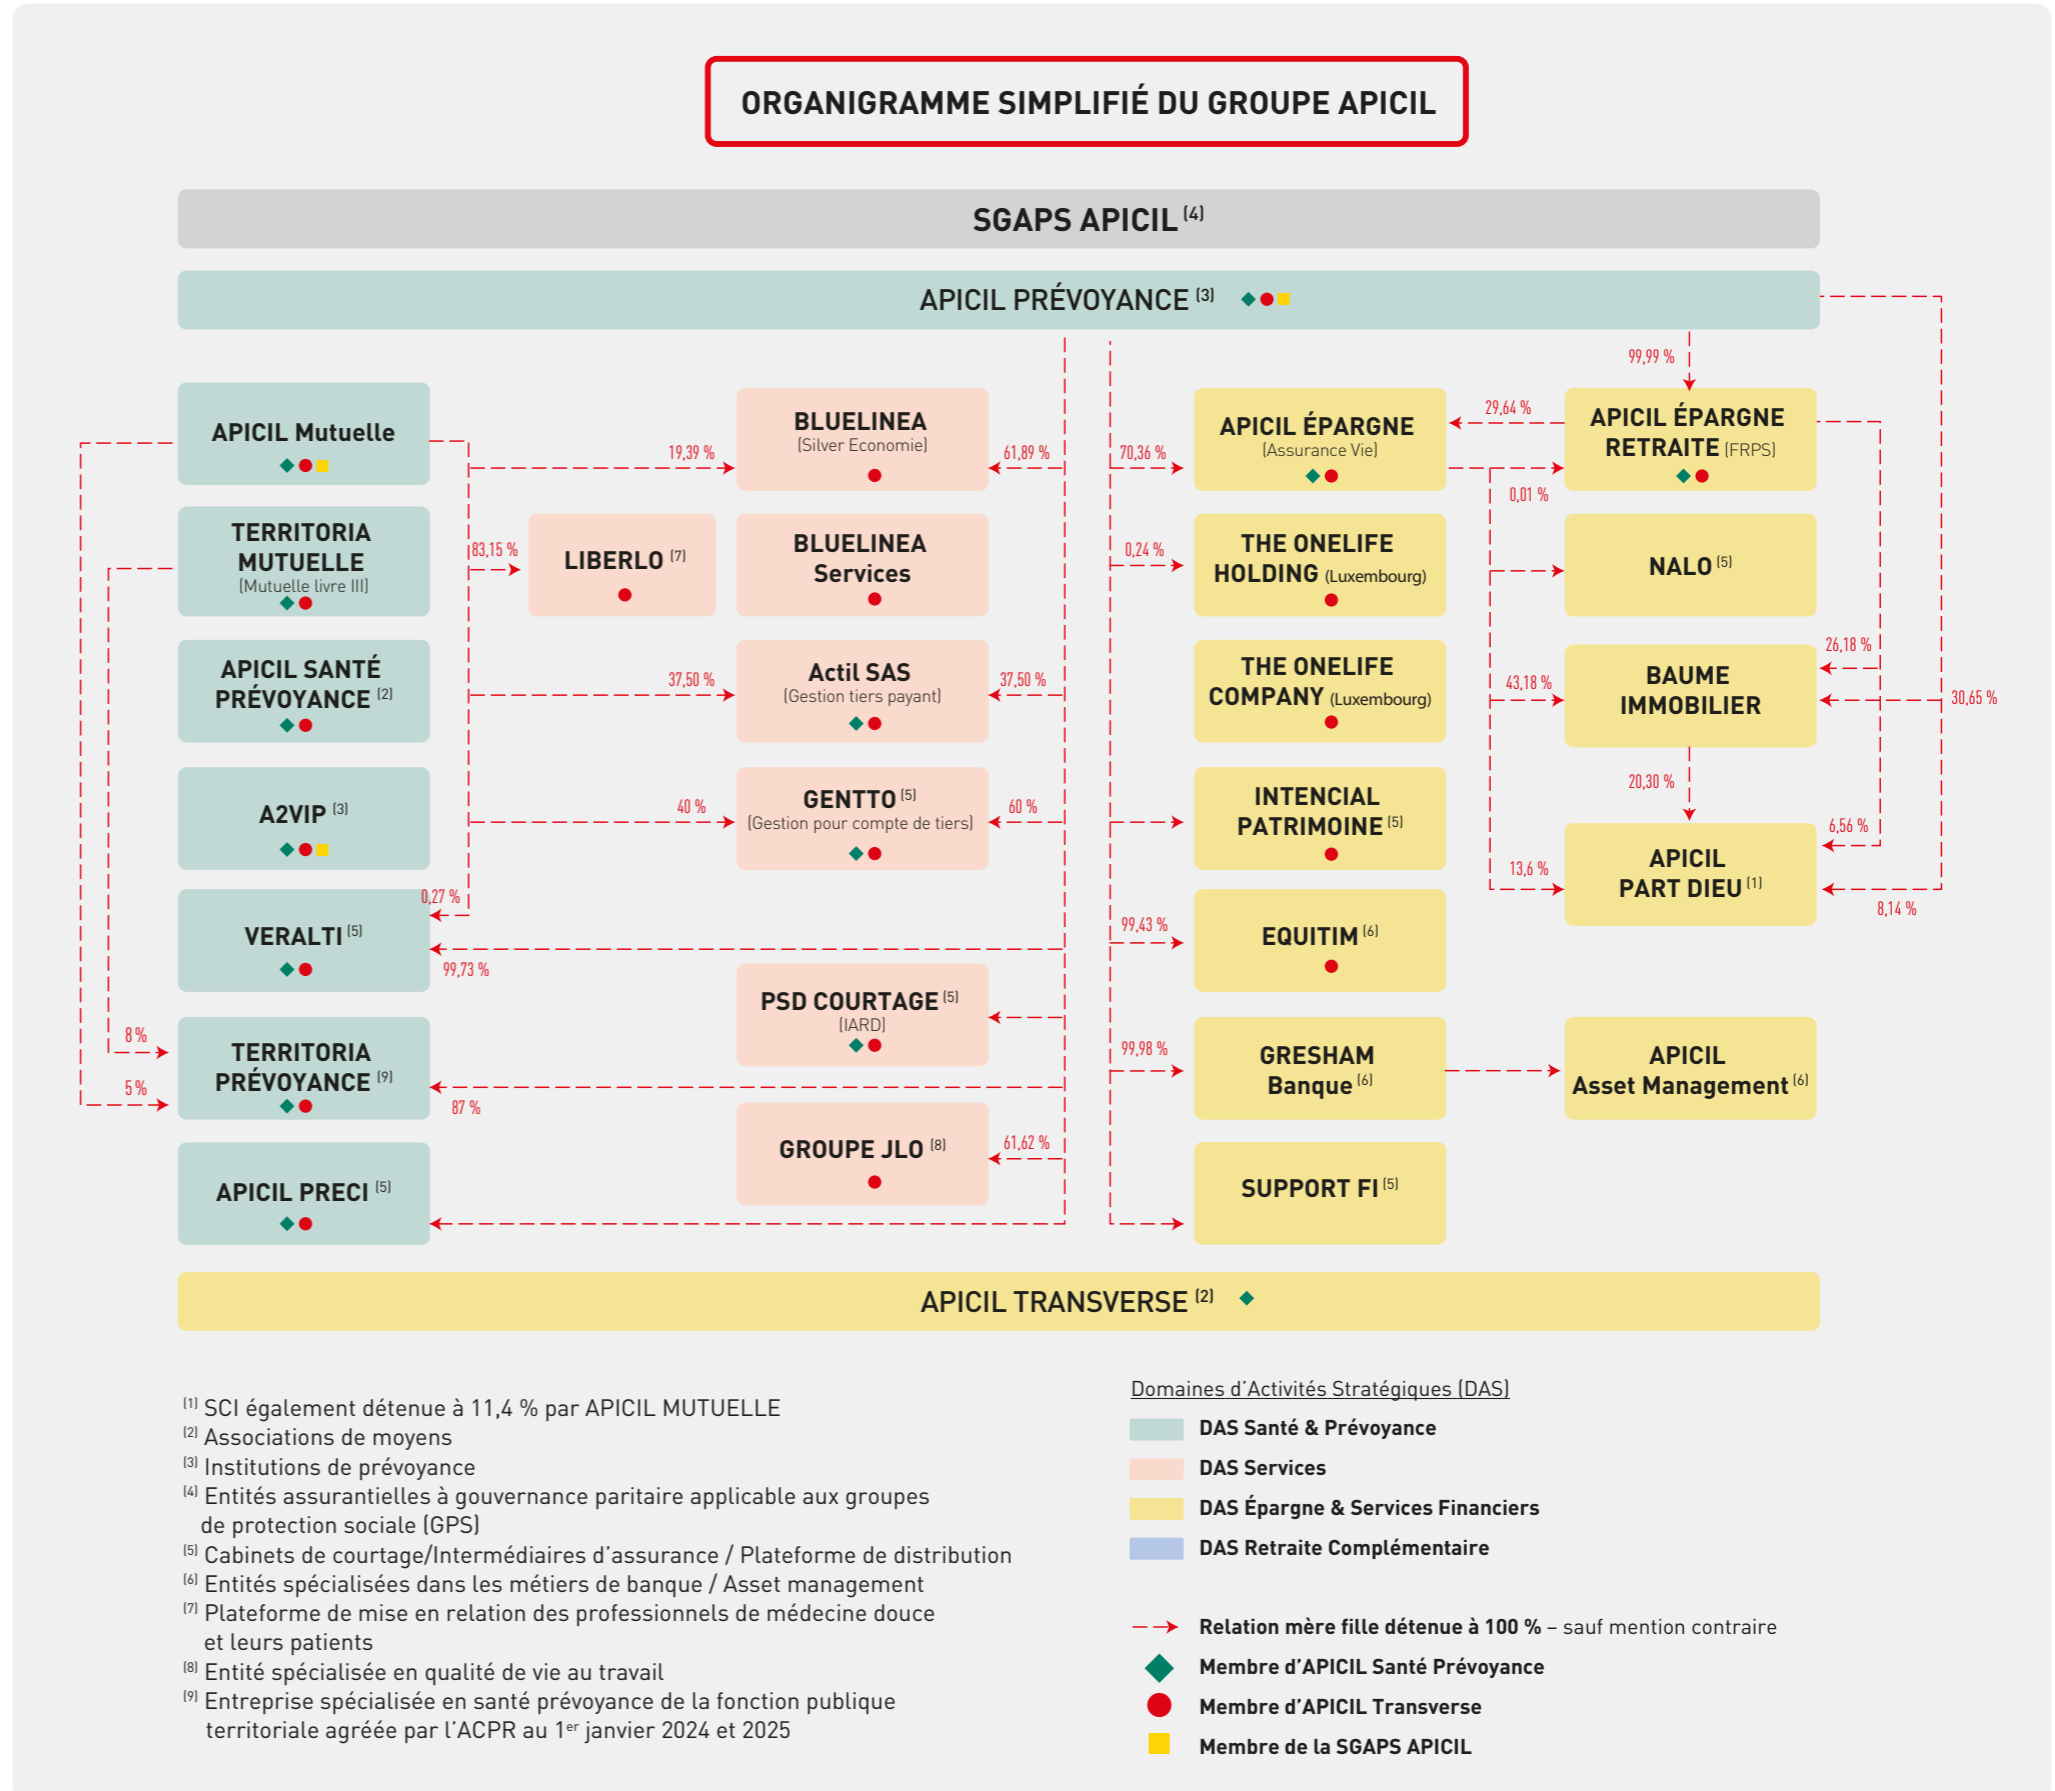 ORGANIGRAMME SIMPLIFIÉ DU GROUPE APICIL
SGAPS APICIL (4)
APICIL PRÉVOYANCE (3)
99,99 %
APICIL Mutuelle
19,39 %
BLUELINEA
(Silver Economie)
61,89 %
70,36 %
APICIL ÉPARGNE
(Assurance Vie)
29,64 %
0,01 %
APICIL ÉPARGNE
RETRAITE (FRPS)
TERRITORIA
MUTUELLE
(Mutuelle livre III)
83,15 %
LIBERLO (7)
BLUELINEA
Services
0,24 %
THE ONELIFE
HOLDING (Luxembourg)
NALO (5)
APICIL SANTÉ
PRÉVOYANCE (2)
37,50 %
Actil SAS
(Gestion tiers payant)
37,50 %
THE ONELIFE
COMPANY (Luxembourg)
43,18 %
BAUME
IMMOBILIER
26,18 %
30,65 %
20,30 %
A2VIP (3)
40 %
GENTTO (5)
(Gestion pour compte de tiers)
60 %
INTENCIAL
PATRIMOINE (5)
13,6 %
APICIL
PART DIEU (1)
6,56 %
8,14 %
0,27 %
VERALTI (5)
99,73 %
99,43 %
EQUITIM (6)
PSD COURTAGE (5)
(IARD)
8 %
5 %
TERRITORIA
PRÉVOYANCE (9)
87 %
99,98 %
GRESHAM
Banque (6)
APICIL
Asset Management (6)
GROUPE JLO (8)
61,62 %
APICIL PRECI (5)
SUPPORT FI (5)
APICIL TRANSVERSE (2)
(1) SCI également détenue à 11,4 % par APICIL MUTUELLE
(2) Associations de moyens
(3) Institutions de prévoyance
(4) Entités assurantielles à gouvernance paritaire applicable aux groupes
de protection sociale (GPS)
(5) Cabinets de courtage/Intermédiaires d'assurance / Plateforme de distribution
(6) Entités spécialisées dans les métiers de banque / Asset management
(7) Plateforme de mise en relation des professionnels de médecine douce
et leurs patients
(8) Entité spécialisée en qualité de vie au travail
(9) Entreprise spécialisée en santé prévoyance de la fonction publique
territoriale agréée par l'ACPR au 1er janvier 2024 et 2025
Domaines d'Activités Stratégiques (DAS)
DAS Santé & Prévoyance
DAS Services
DAS Épargne & Services Financiers
DAS Retraite Complémentaire
Relation mère fille détenue à 100 % – sauf mention contraire
Membre d'APICIL Santé Prévoyance
Membre d'APICIL Transverse
Membre de la SGAPS APICIL